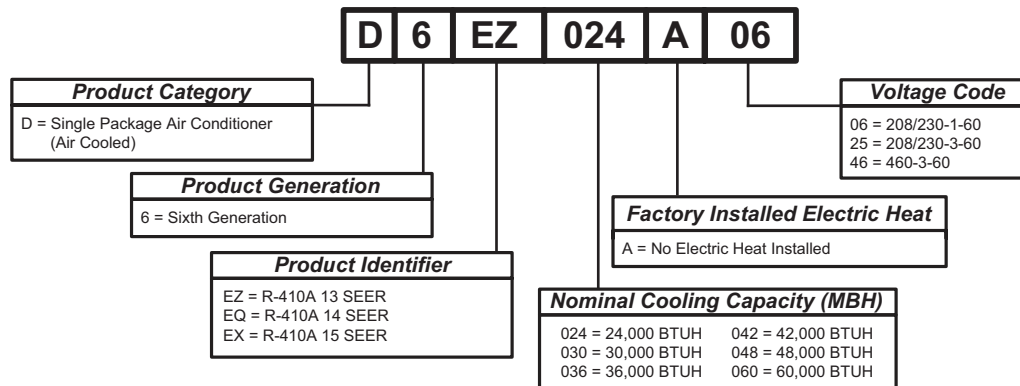 D 6 EZ 024 A 06
Product Category
D = Single Package Air Conditioner
(Air Cooled)
Product Generation
6 = Sixth Generation
Product Identifier
EZ = R-410A 13 SEER
EQ = R-410A 14 SEER
EX = R-410A 15 SEER
Voltage Code
06 = 208/230-1-60
25 = 208/230-3-60
46 = 460-3-60
Factory Installed Electric Heat
A = No Electric Heat Installed
Nominal Cooling Capacity (MBH)
024 = 24,000 BTUH 042 = 42,000 BTUH
030 = 30,000 BTUH 048 = 48,000 BTUH
036 = 36,000 BTUH 060 = 60,000 BTUH